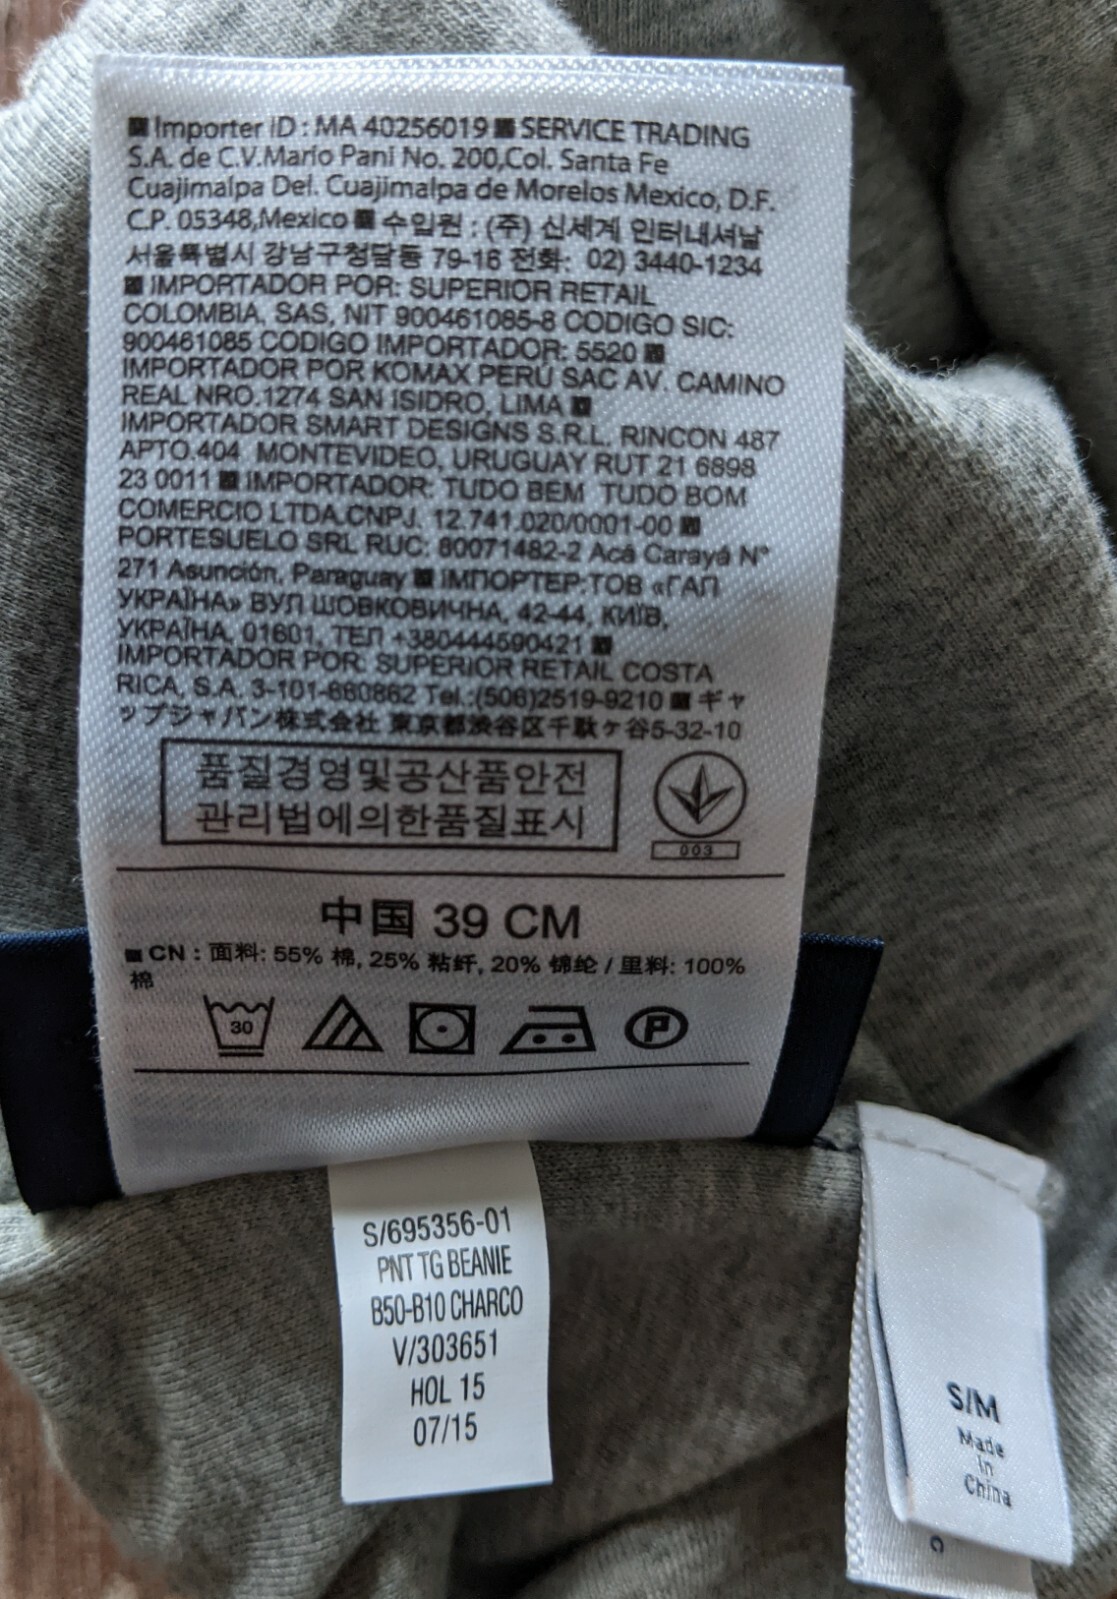 Importer ID : MA 40256019 ■ SERVICE TRADING
S.A. de C.V.Mario Pani No. 200,Col. Santa Fe
Cuajimalpa Del. Cuajimalpa de Morelos Mexico, D.F.
C.P. 05348,Mexico ■ 수입원 : (주) 신세계 인터내셔날
서울특별시 강남구청담동 79-16 전화: 02) 3440-1234
■ IMPORTADOR POR: SUPERIOR RETAIL
COLOMBIA, SAS, NIT 900461085-8 CODIGO SIC:
900461085 CODIGO IMPORTADOR: 5520 ■
IMPORTADOR POR KOMAX PERÚ SAC AV. CAMINO
REAL NRO.1274 SAN ISIDRO, LIMA ■
IMPORTADOR SMART DESIGNS S.R.L. RINCON 487
APTO.404 MONTEVIDEO, URUGUAY RUT 21 6898
23 0011 ■ IMPORTADOR: TUDO BEM TUDO BOM
COMERCIO LTDA.CNPJ. 12.741.020/0001-00 ■
PORTESUELO SRL RUC: 80071482-2 Acá Carayá N°
271 Asunción, Paraguay ■ ІМПОРТЕР:ТОВ «ГАП
УКРАЇНА» ВУЛ ШОВКОВИЧНА, 42-44, КИЇВ,
УКРАЇНА, 01601, ТЕЛ +380444590421 ■
IMPORTADOR POR: SUPERIOR RETAIL COSTA
RICA, S.A. 3-101-660862 Tel.:(506)2519-9210 ■ ギャ
ップジャパン株式会社 東京都渋谷区千駄ヶ谷5-32-10
품질경영및공산품안전
관리법에의한품질표시
003
中国 39 CM
■ CN : 面料: 55% 棉, 25% 粘纤, 20% 锦纶 / 里料: 100%
棉
30
P
S/695356-01
PNT TG BEANIE
B50-B10 CHARCO
V/303651
HOL 15
07/15
S/M
Made
In
China